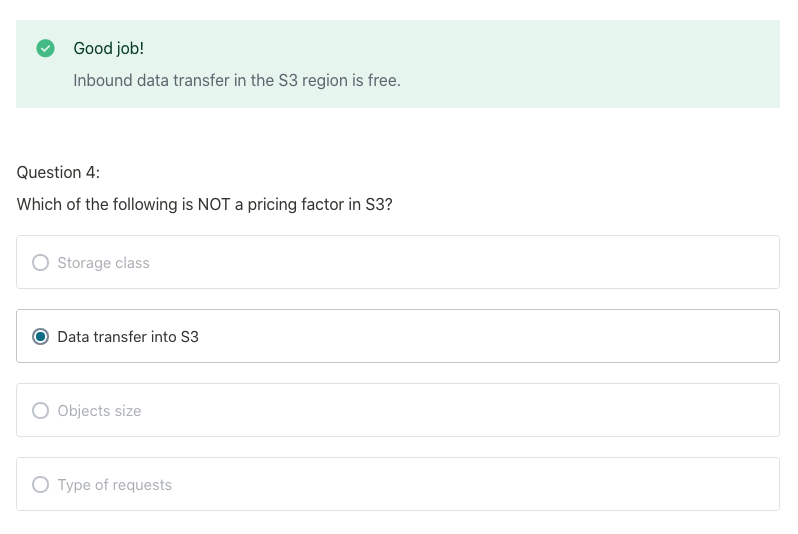 Good job!
Inbound data transfer in the S3 region is free.
Question 4:
Which of the following is NOT a pricing factor in S3?
Storage class
Data transfer into S3
Objects size
Type of requests